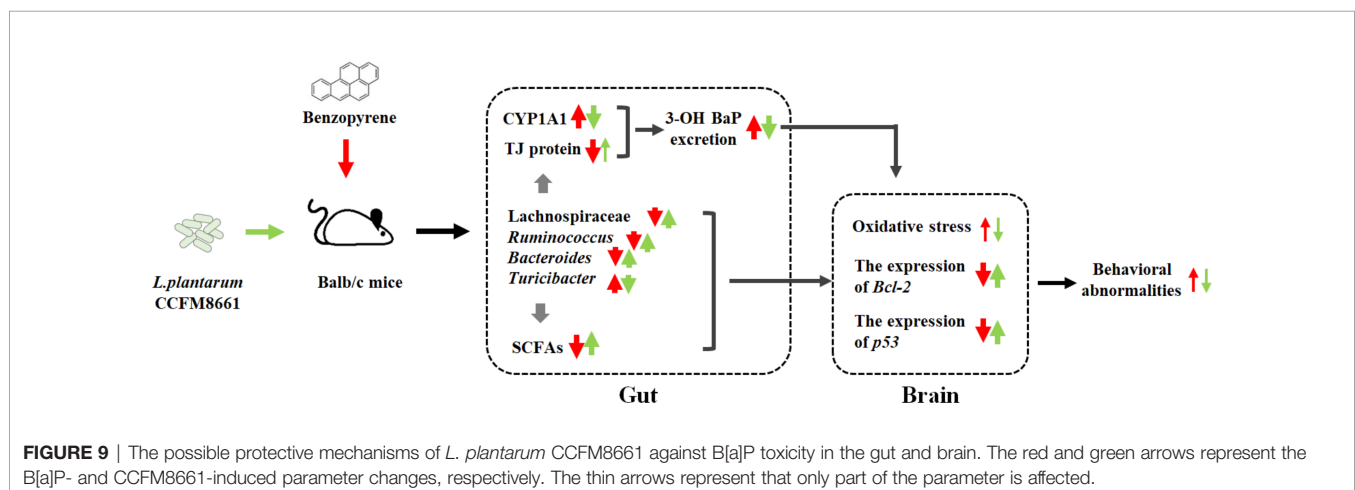 Benzopyrene
L.plantarum
CCFM8661
Balb/c mice
CYP1A1
TJ protein
3-OH BaP
excretion
Lachnospiraceae
Ruminococcus
Bacteroides
Turicibacter
SCFAs
Gut
Oxidative stress
The expression
of Bcl-2
The expression
of p53
Brain
Behavioral
abnormalities
FIGURE 9 | The possible protective mechanisms of L. plantarum CCFM8661 against B[a]P toxicity in the gut and brain. The red and green arrows represent the
B[a]P- and CCFM8661-induced parameter changes, respectively. The thin arrows represent that only part of the parameter is affected.